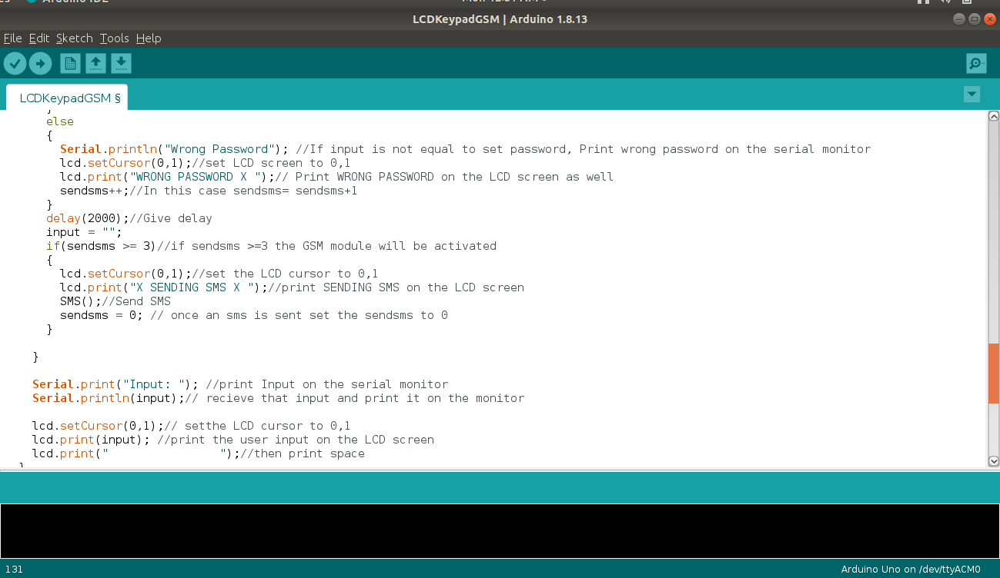 Arduino IDE
LCDKeypadGSM | Arduino 1.8.13
File Edit Sketch Tools Help
LCDKeypadGSM §
}
else
{
Serial.println("Wrong Password"); //If input is not equal to set password, Print wrong password on the serial monitor
lcd.setCursor(0,1);//set LCD screen to 0,1
lcd.print("WRONG PASSWORD X ");// Print WRONG PASSWORD on the LCD screen as well
sendsms++;//In this case sendsms= sendsms+1
}
delay(2000);//Give delay
input = "";
if(sendsms >= 3)//if sendsms >=3 the GSM module will be activated
{
lcd.setCursor(0,1);//set the LCD cursor to 0,1
lcd.print("X SENDING SMS X ");//print SENDING SMS on the LCD screen
SMS();//Send SMS
sendsms = 0; // once an sms is sent set the sendsms to 0
}
}
Serial.print("Input: "); //print Input on the serial monitor
Serial.println(input);// recieve that input and print it on the monitor
lcd.setCursor(0,1);// setthe LCD cursor to 0,1
lcd.print(input); //print the user input on the LCD screen
lcd.print("                ");//then print space
}
131
Arduino Uno on /dev/ttyACM0